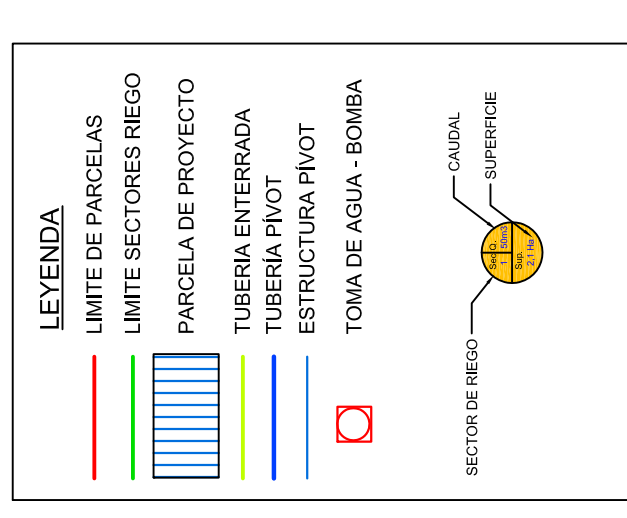 LEYENDA
LIMITE DE PARCELAS
LIMITE SECTORES RIEGO
PARCELA DE PROYECTO
TUBERIA ENTERRADA
TUBERÍA PÍVOT
ESTRUCTURA PÍVOT
TOMA DE AGUA - BOMBA
SECTOR DE RIEGO
CAUDAL
SUPERFICIE
Sec Q.
1 50m3
Sup.
2,1 Ha